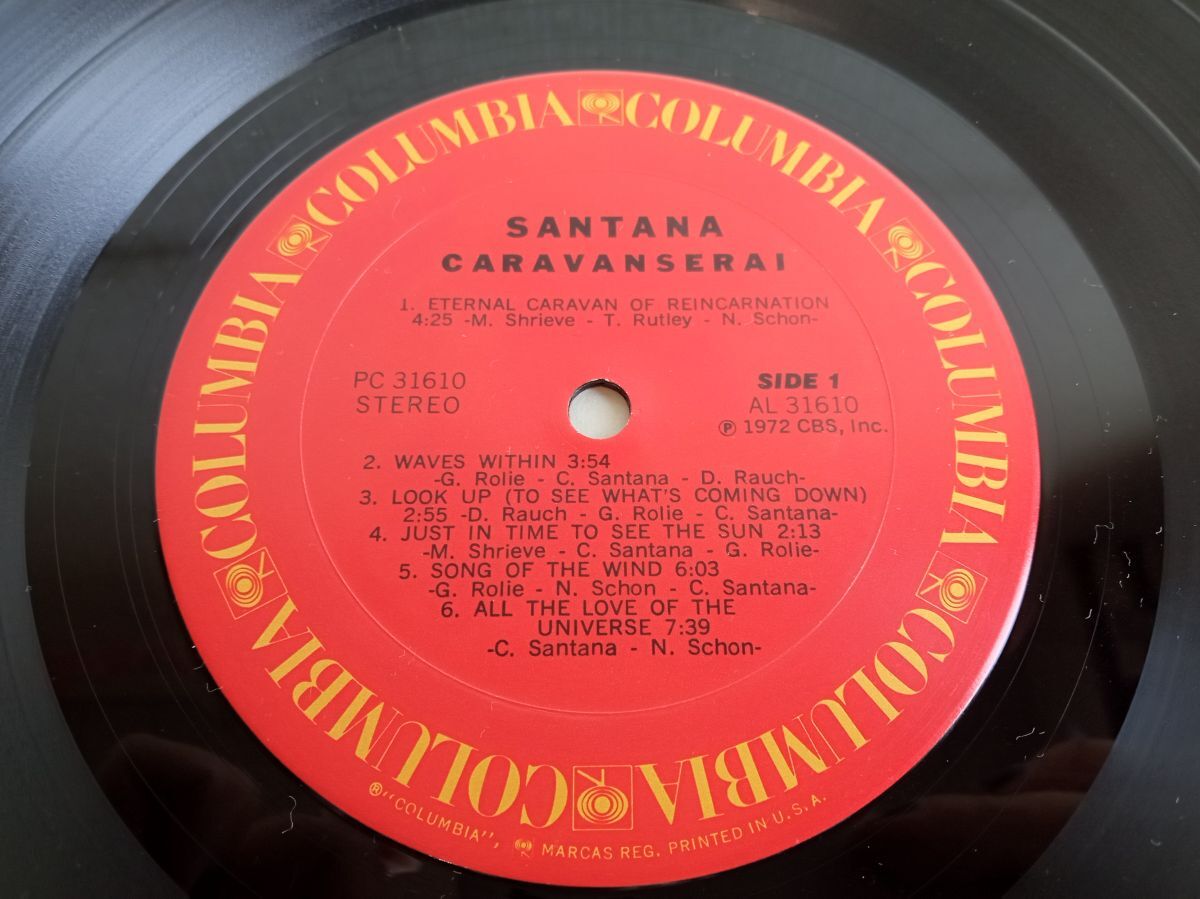 COLUMBIA COLUMBIA COLUMBIA COLUMBIA COLUMBIA COLUMBIA
SANTANA
CARAVANSERAI
1. ETERNAL CARAVAN OF REINCARNATION
4:25 -M. Shrieve - T. Rutley - N. Schon-
PC 31610
STEREO
SIDE 1
AL 31610
℗ 1972 CBS, Inc.
2. WAVES WITHIN 3:54
-G. Rolie - C. Santana - D. Rauch-
3. LOOK UP (TO SEE WHAT'S COMING DOWN)
2:55 -D. Rauch - G. Rolie - C. Santana-
4. JUST IN TIME TO SEE THE SUN 2:13
-M. Shrieve - C. Santana - G. Rolie-
5. SONG OF THE WIND 6:03
-G. Rolie - N. Schon - C. Santana-
6. ALL THE LOVE OF THE
UNIVERSE 7:39
-C. Santana - N. Schon-
®"COLUMBIA", MARCAS REG. PRINTED IN U.S.A.